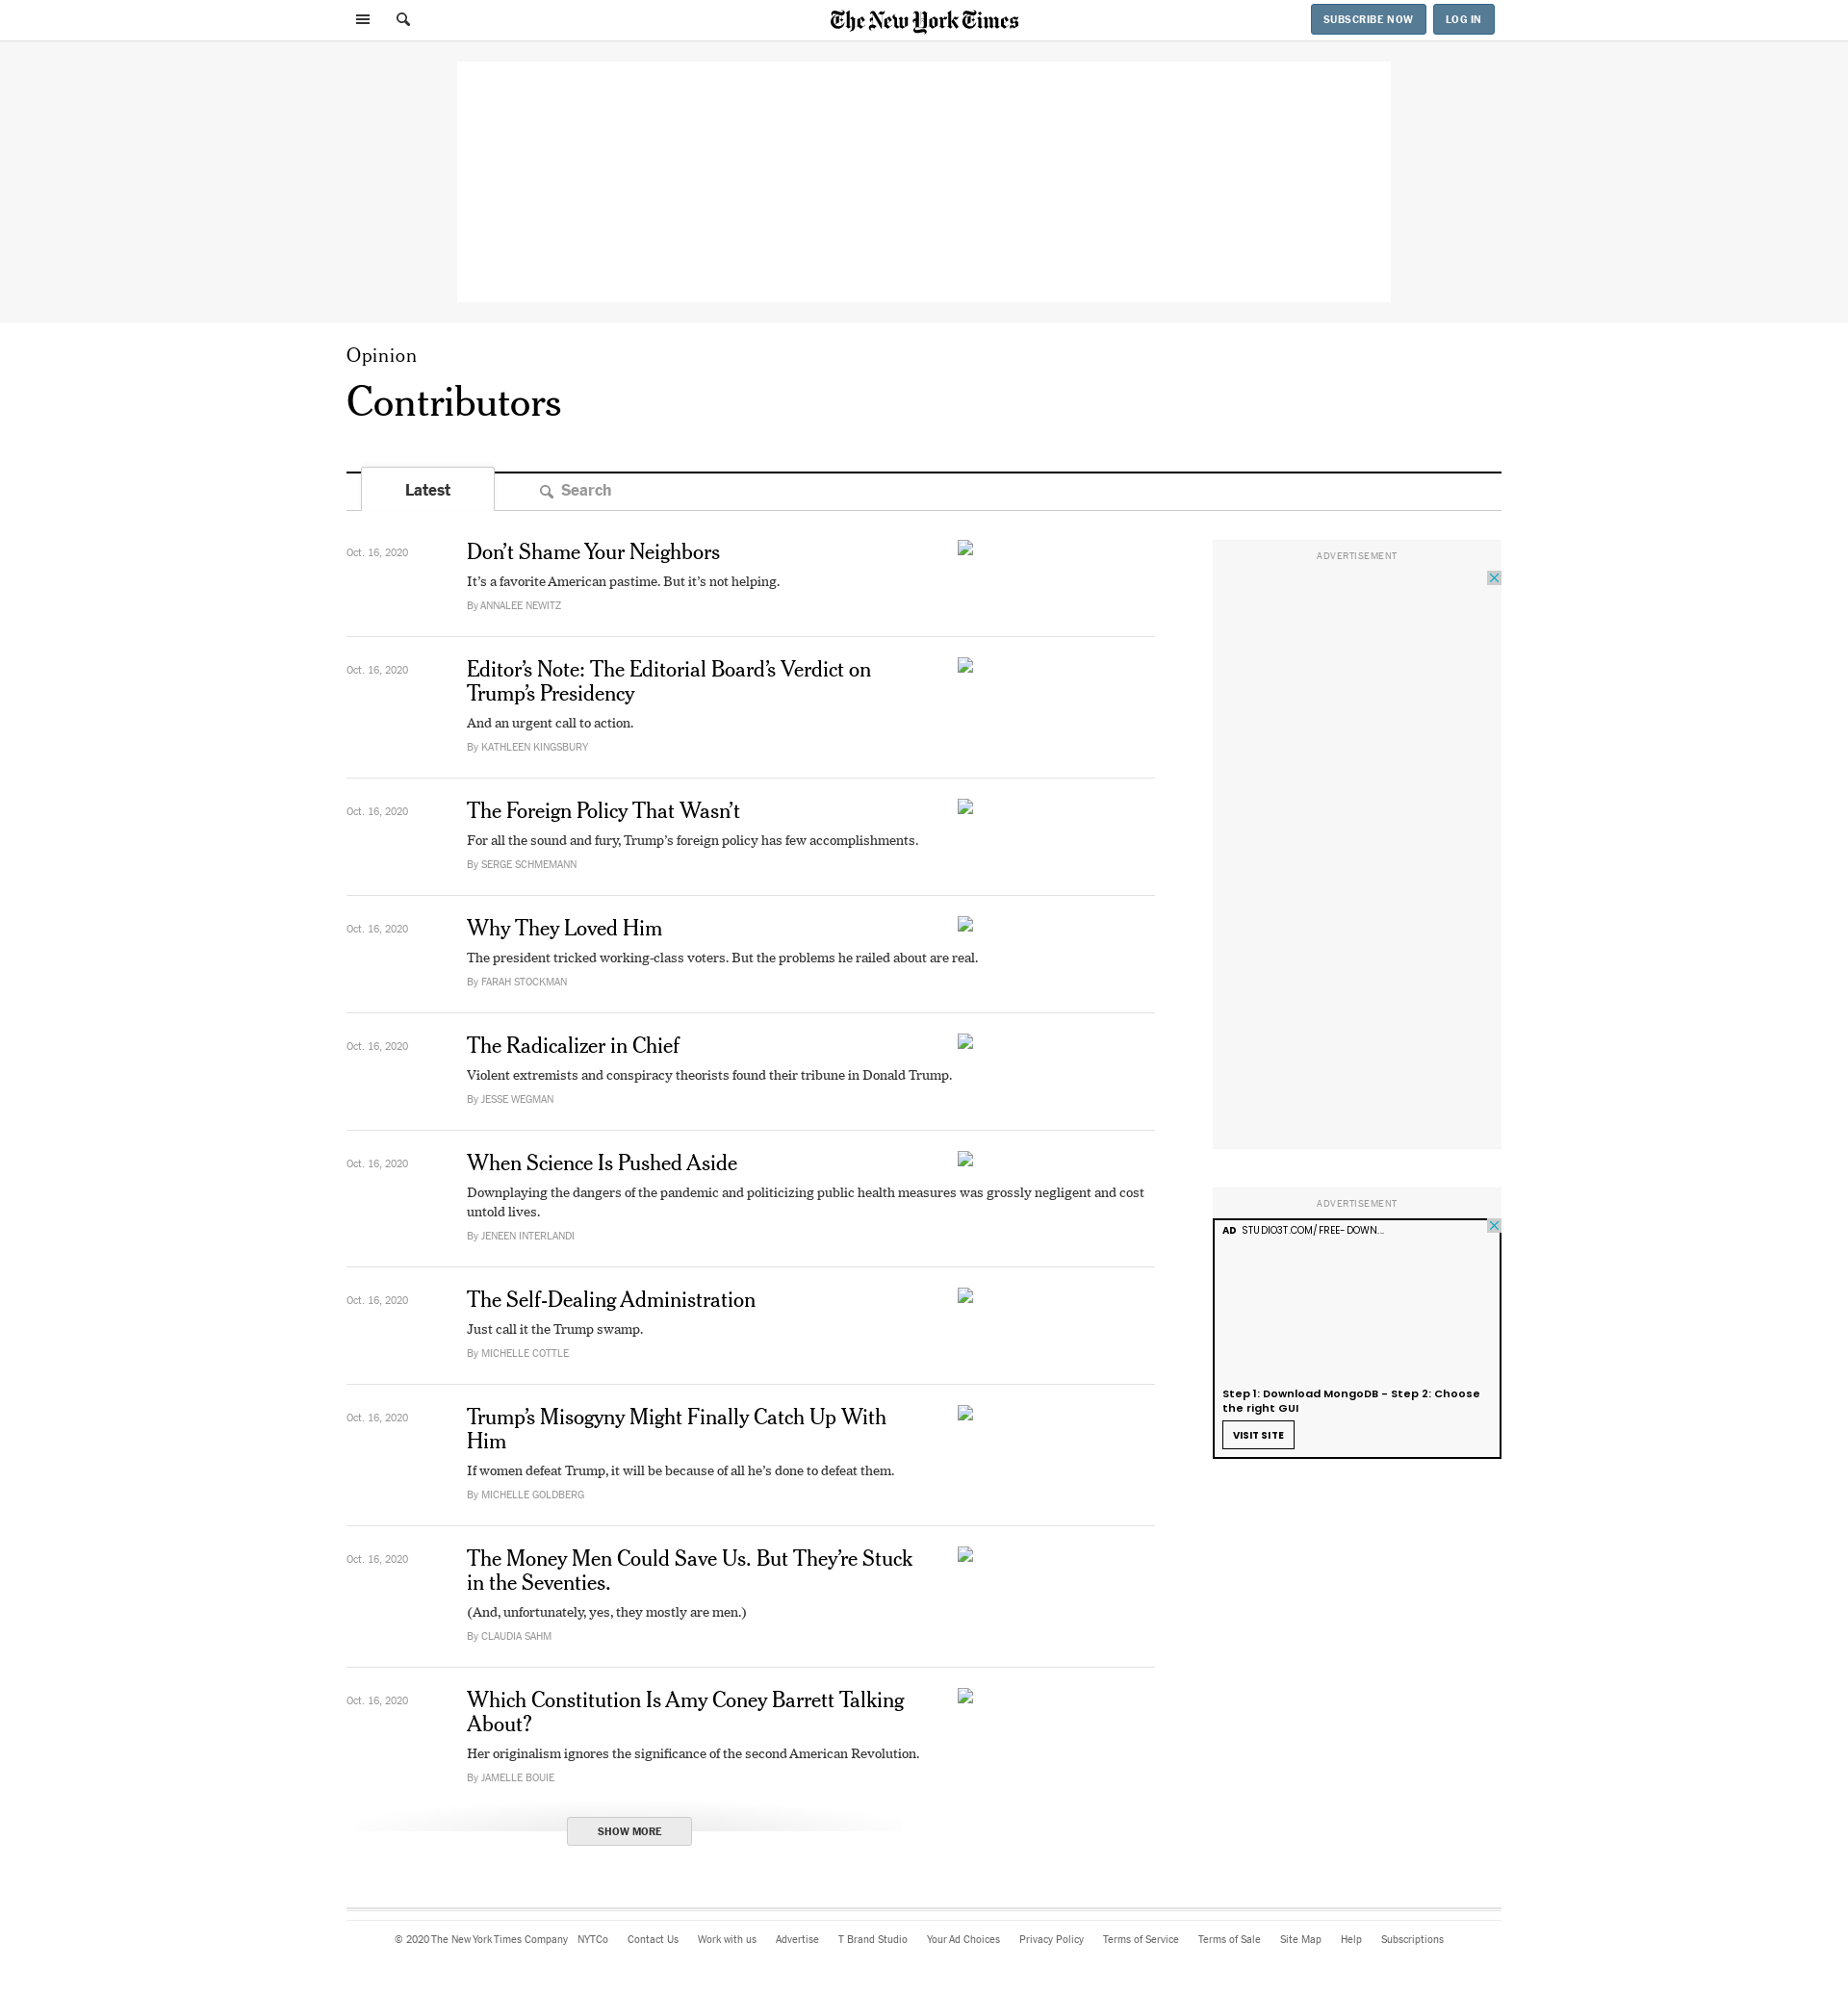 The New York Times
SUBSCRIBE NOW
LOG IN
Opinion
Contributors
Latest
Search
Oct. 16, 2020
Don’t Shame Your Neighbors
It’s a favorite American pastime. But it’s not helping.
By ANNALEE NEWITZ
Oct. 16, 2020
Editor’s Note: The Editorial Board’s Verdict on
Trump’s Presidency
And an urgent call to action.
By KATHLEEN KINGSBURY
Oct. 16, 2020
The Foreign Policy That Wasn’t
For all the sound and fury, Trump’s foreign policy has few accomplishments.
By SERGE SCHMEMANN
Oct. 16, 2020
Why They Loved Him
The president tricked working-class voters. But the problems he railed about are real.
By FARAH STOCKMAN
Oct. 16, 2020
The Radicalizer in Chief
Violent extremists and conspiracy theorists found their tribune in Donald Trump.
By JESSE WEGMAN
Oct. 16, 2020
When Science Is Pushed Aside
Downplaying the dangers of the pandemic and politicizing public health measures was grossly negligent and cost
untold lives.
By JENEEN INTERLANDI
Oct. 16, 2020
The Self-Dealing Administration
Just call it the Trump swamp.
By MICHELLE COTTLE
Oct. 16, 2020
Trump’s Misogyny Might Finally Catch Up With
Him
If women defeat Trump, it will be because of all he’s done to defeat them.
By MICHELLE GOLDBERG
Oct. 16, 2020
The Money Men Could Save Us. But They’re Stuck
in the Seventies.
(And, unfortunately, yes, they mostly are men.)
By CLAUDIA SAHM
Oct. 16, 2020
Which Constitution Is Amy Coney Barrett Talking
About?
Her originalism ignores the significance of the second American Revolution.
By JAMELLE BOUIE
SHOW MORE
ADVERTISEMENT
ADVERTISEMENT
AD STUDIO3T.COM/FREE-DOWN...
Step 1: Download MongoDB - Step 2: Choose
the right GUI
VISIT SITE
© 2020 The New York Times Company NYTCo Contact Us Work with us Advertise T Brand Studio Your Ad Choices Privacy Policy Terms of Service Terms of Sale Site Map Help Subscriptions